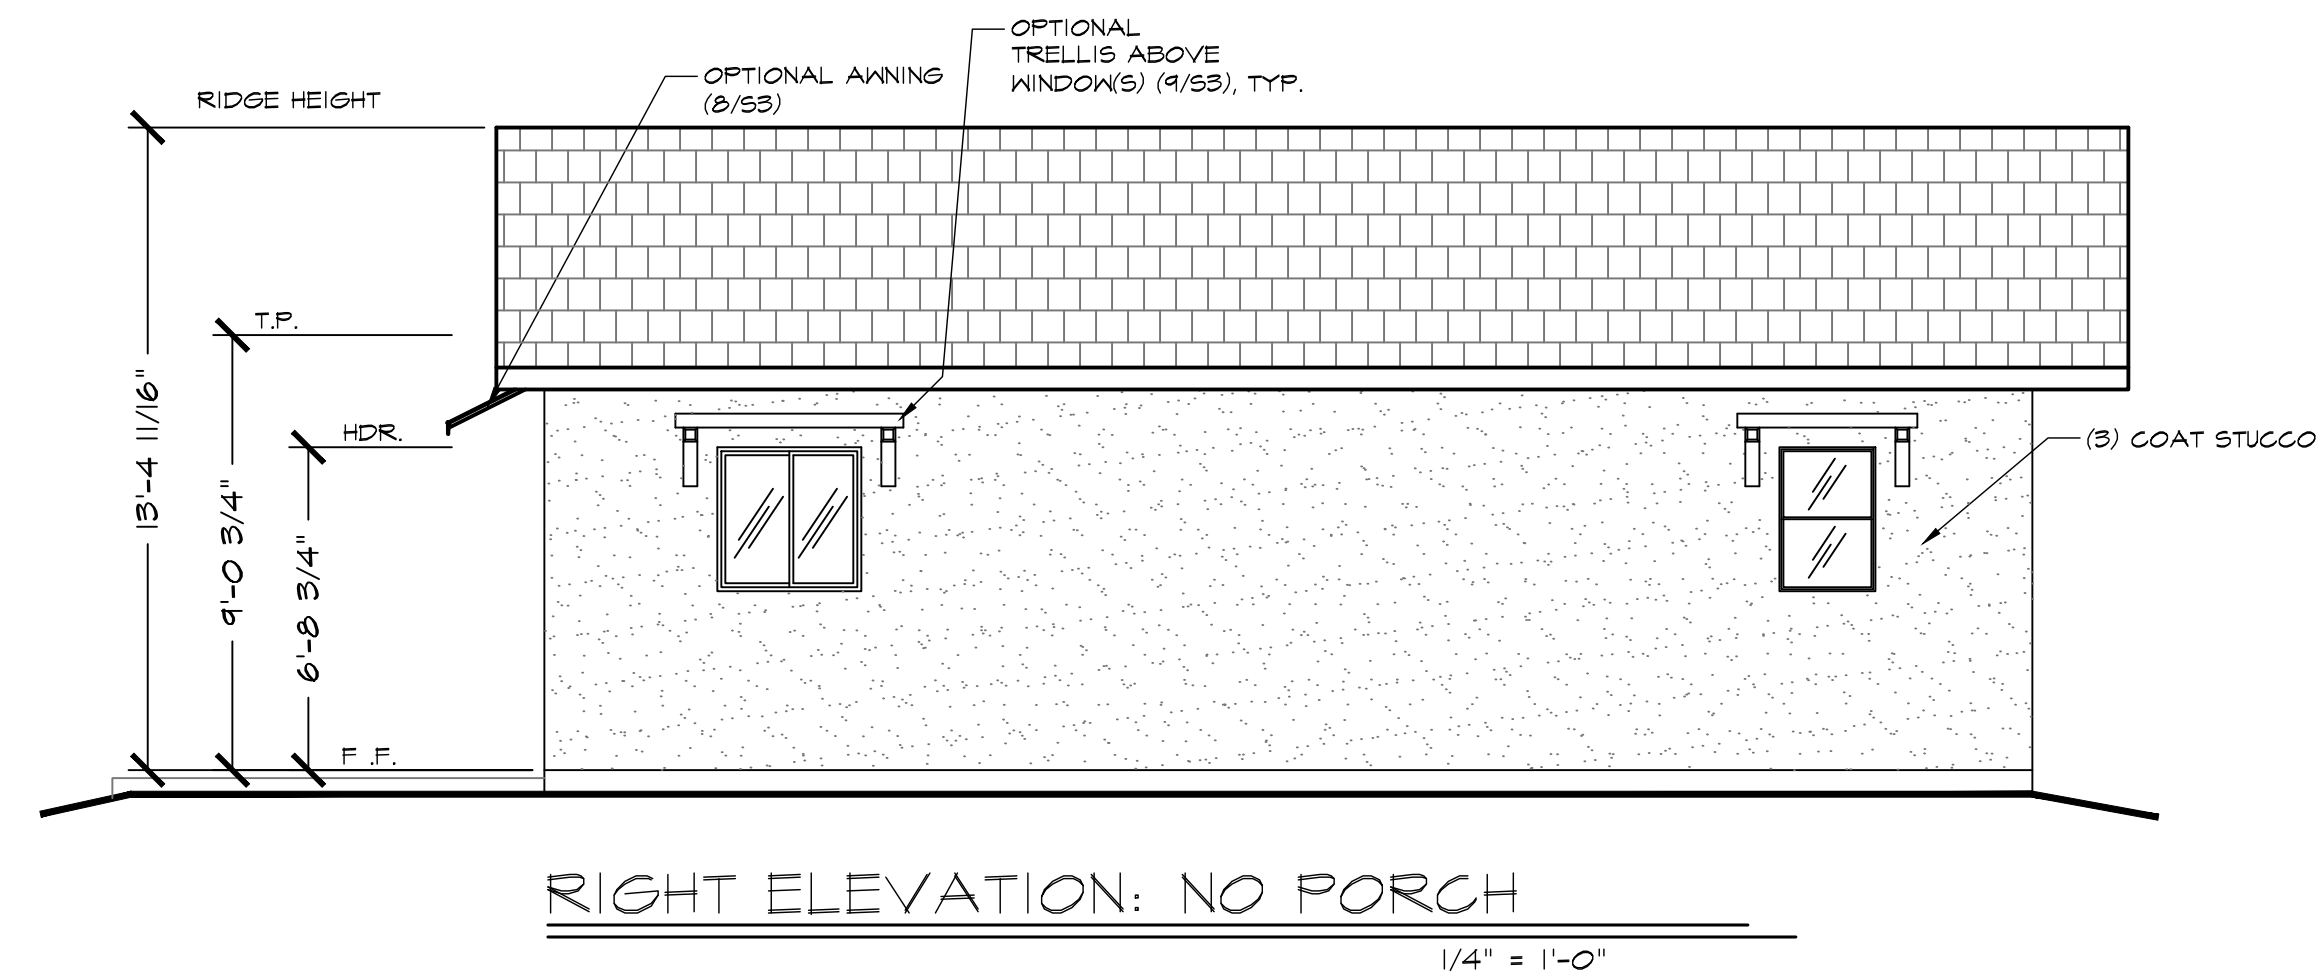 OPTIONAL
TRELLIS ABOVE
WINDOW(S) (9/S3), TYP.
OPTIONAL AWNING
(8/S3)
RIDGE HEIGHT
T.P.
HDR.
(3) COAT STUCCO
13'-4 11/16"
9'-0 3/4"
6'-8 3/4"
F .F.
RIGHT ELEVATION: NO PORCH
1/4" = 1'-0"